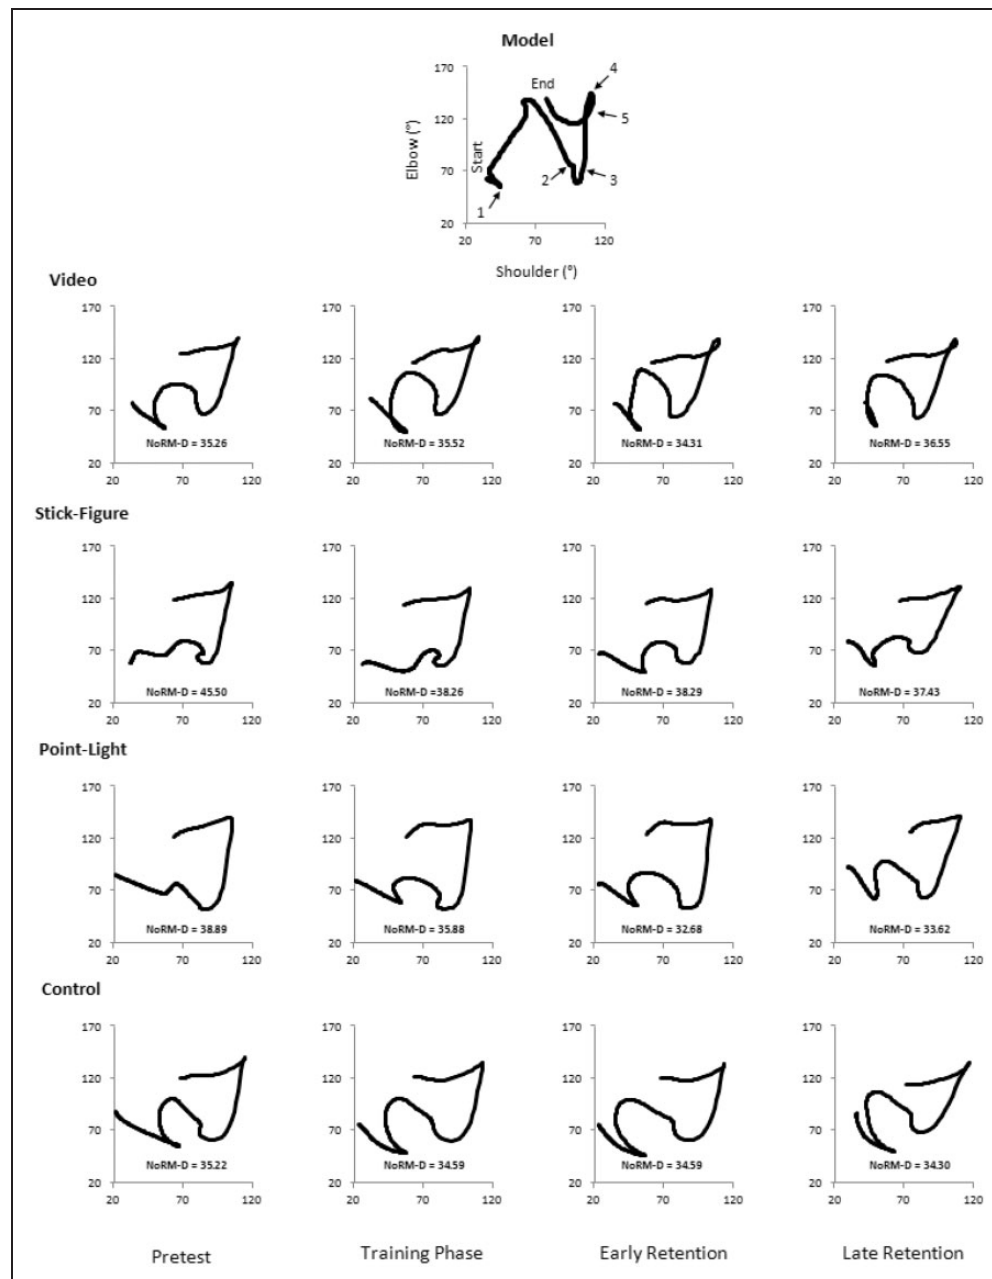 Model
170
120
70
20
20 70 120
Elbow (°)
Start
End
1
2
3
4
5
Shoulder (°)
Video
170 170 170 170
120 120 120 120
70 70 70 70
NoRM-D = 35.26 NoRM-D = 35.52 NoRM-D = 34.31 NoRM-D = 36.55
20 20 20 20
20 70 120 20 70 120 20 70 120 20 70 120
Stick-Figure
170 170 170 170
120 120 120 120
70 70 70 70
NoRM-D = 45.50 NoRM-D =38.26 NoRM-D = 38.29 NoRM-D = 37.43
20 20 20 20
20 70 120 20 70 120 20 70 120 20 70 120
Point-Light
170 170 170 170
120 120 120 120
70 70 70 70
NoRM-D = 38.89 NoRM-D = 35.88 NoRM-D = 32.68 NoRM-D = 33.62
20 20 20 20
20 70 120 20 70 120 20 70 120 20 70 120
Control
170 170 170 170
120 120 120 120
70 70 70 70
NoRM-D = 35.22 NoRM-D = 34.59 NoRM-D = 34.59 NoRM-D = 34.30
20 20 20 20
20 70 120 20 70 120 20 70 120 20 70 120
Pretest Training Phase Early Retention Late Retention